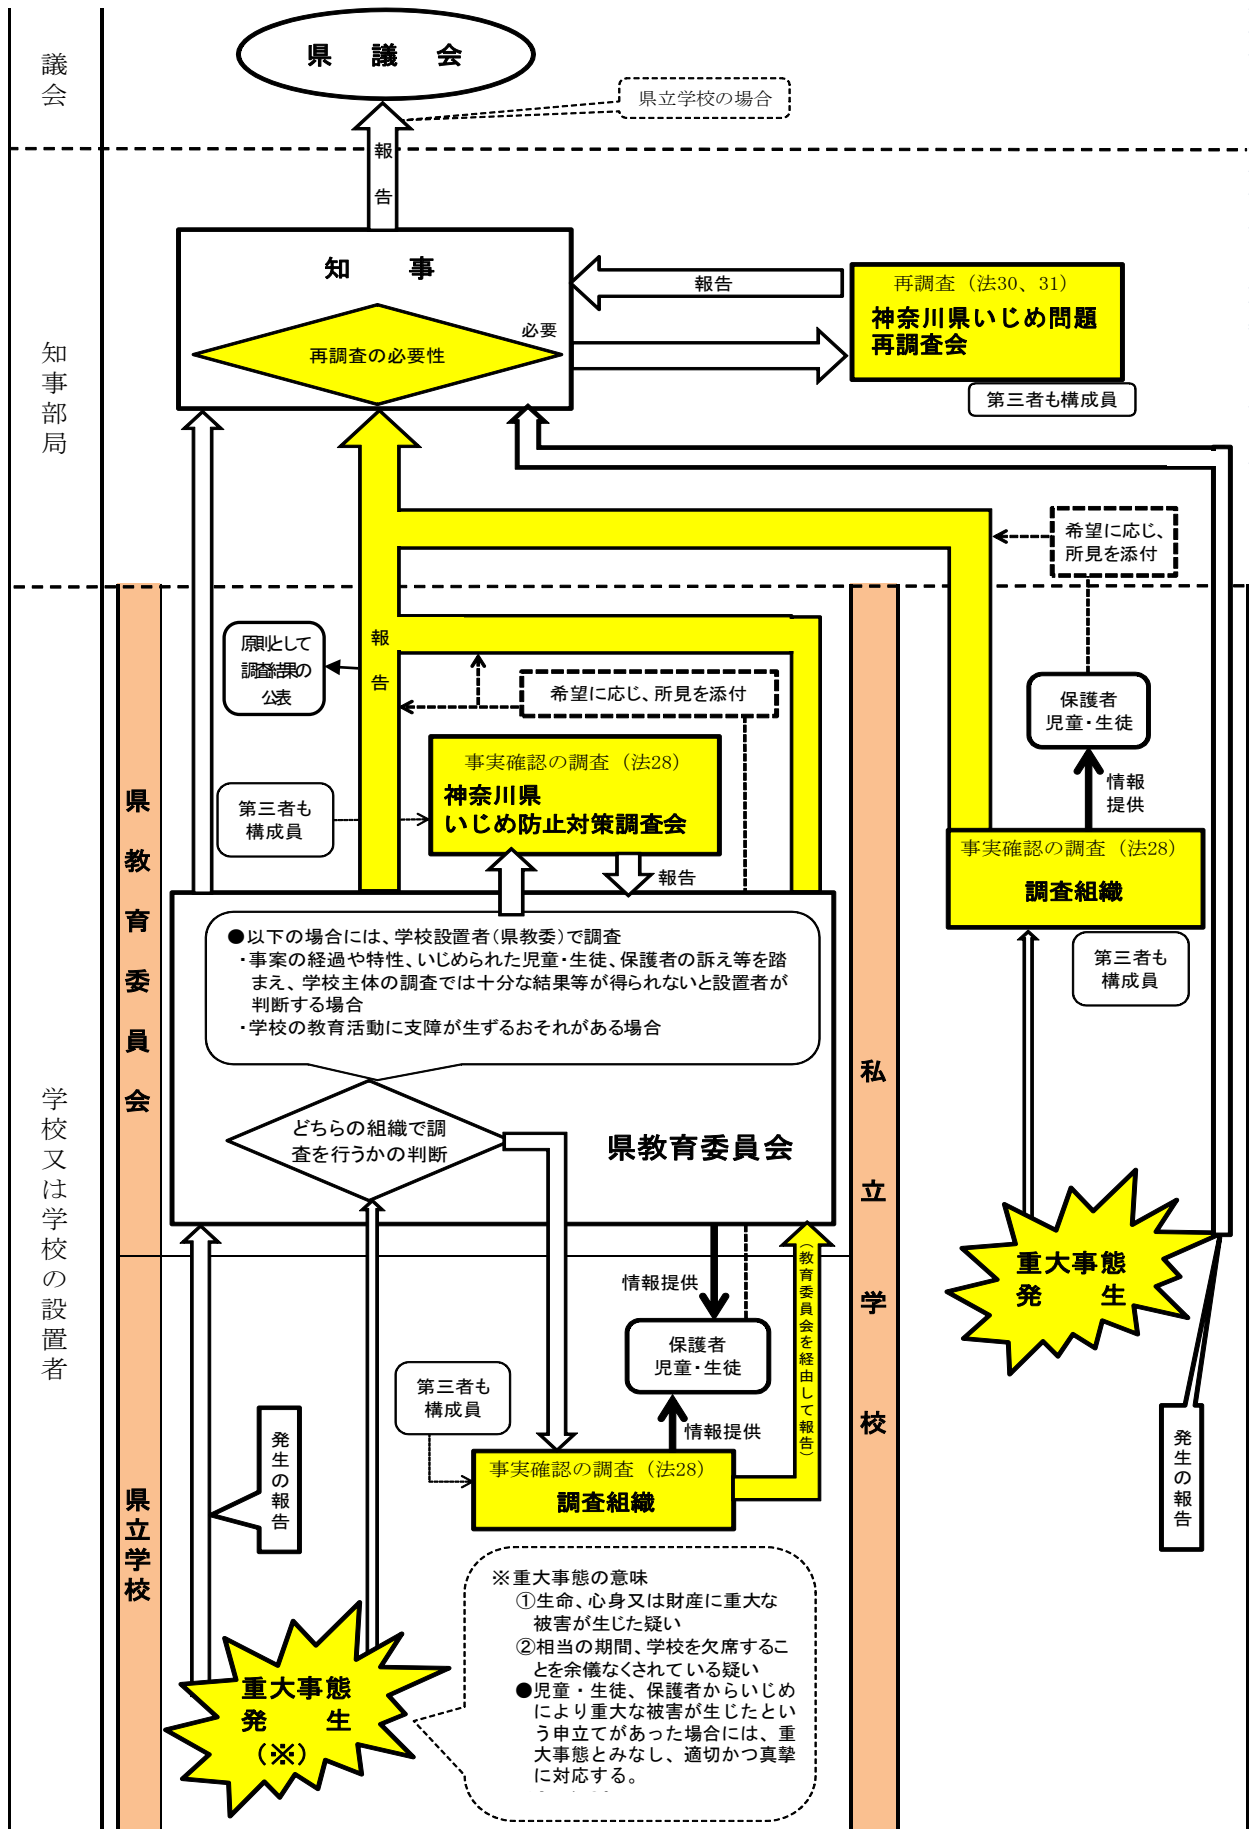 議会
県　議　会
県立学校の場合
報告
知事部局
知　事
再調査の必要性
必要
報告
再調査（法30、31）
神奈川県いじめ問題
再調査会
第三者も構成員
希望に応じ、
所見を添付
学校又は学校の設置者
県教育委員会
県立学校
私立学校
原則として
調査結果の
公表
報告
希望に応じ、所見を添付
事実確認の調査（法28）
神奈川県
いじめ防止対策調査会
第三者も
構成員
報告
●以下の場合には、学校設置者（県教委）で調査
・事案の経過や特性、いじめられた児童・生徒、保護者の訴え等を踏
まえ、学校主体の調査では十分な結果等が得られないと設置者が
判断する場合
・学校の教育活動に支障が生ずるおそれがある場合
どちらの組織で調
査を行うかの判断
県教育委員会
情報提供
保護者
児童・生徒
情報提供
（教育委員会を経由して報告）
第三者も
構成員
事実確認の調査（法28）
調査組織
発生の報告
重大事態
発　生
（※）
※重大事態の意味
①生命、心身又は財産に重大な
被害が生じた疑い
②相当の期間、学校を欠席するこ
とを余儀なくされている疑い
●児童・生徒、保護者からいじめ
により重大な被害が生じたとい
う申立てがあった場合には、重
大事態とみなし、適切かつ真摯
に対応する。
保護者
児童・生徒
情報
提供
事実確認の調査（法28）
調査組織
第三者も
構成員
重大事態
発　生
発生の報告